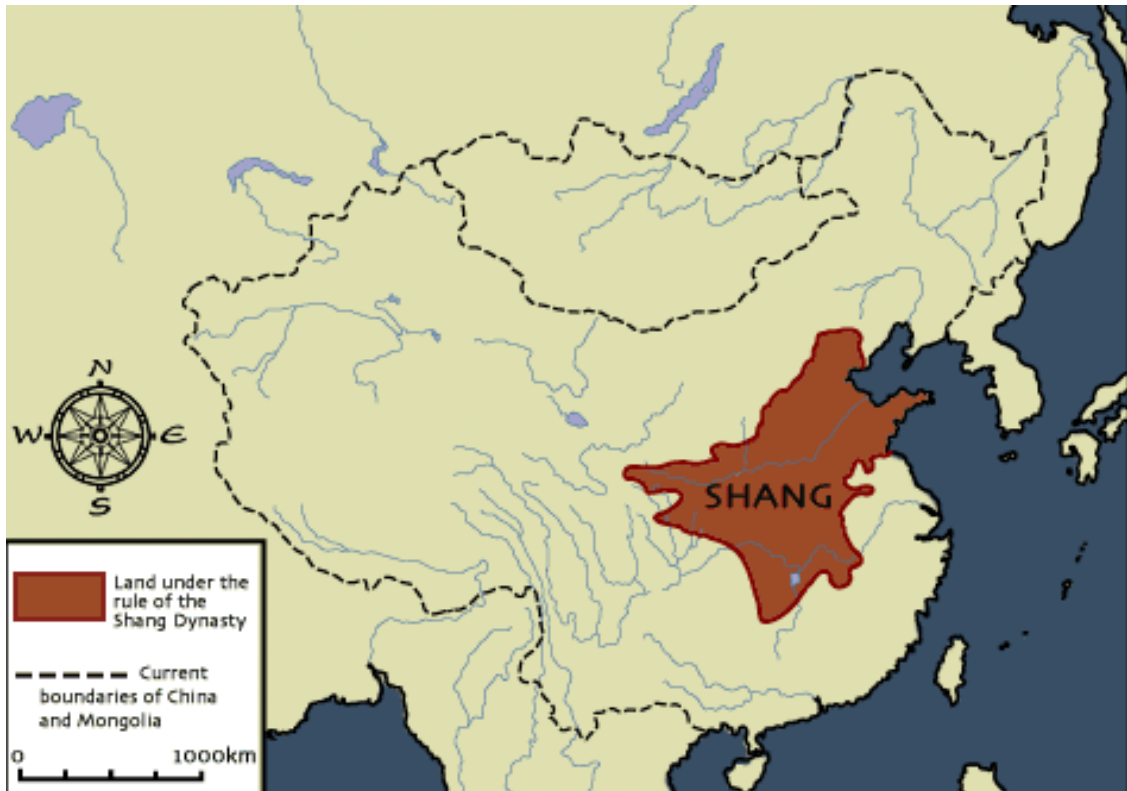 N
W E
S
SHANG
Land under the
rule of the
Shang Dynasty
Current
boundaries of China
and Mongolia
0 1000km